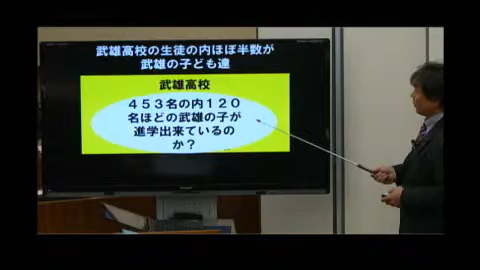 武雄高校の生徒の内ほぼ半数が
武雄の子ども達
武雄高校
４５３名の内１２０
名ほどの武雄の子が
進学出来ているの
か？